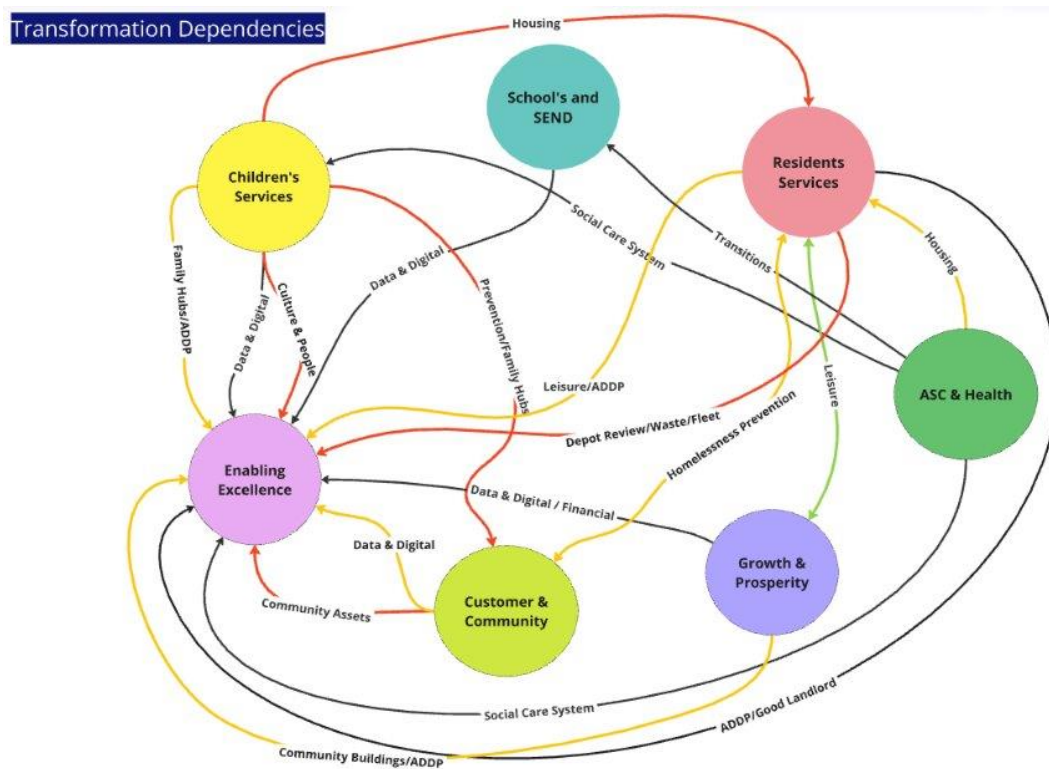 Transformation Dependencies
Housing
School's and
SEND
Residents
Services
Children's
Services
Social Care System
Transitions
Housing
Family Hubs/ADDP
Data & Digital
Culture & People
Data & Digital
Prevention/Family Hubs
Leisure/ADDP
Leisure
ASC & Health
Depot Review/Waste/Fleet
Homelessness Prevention
Enabling
Excellence
Data & Digital / Financial
Data & Digital
Growth &
Prosperity
Customer &
Community
Community Assets
Social Care System
ADDP/Good Landlord
Community Buildings/ADDP